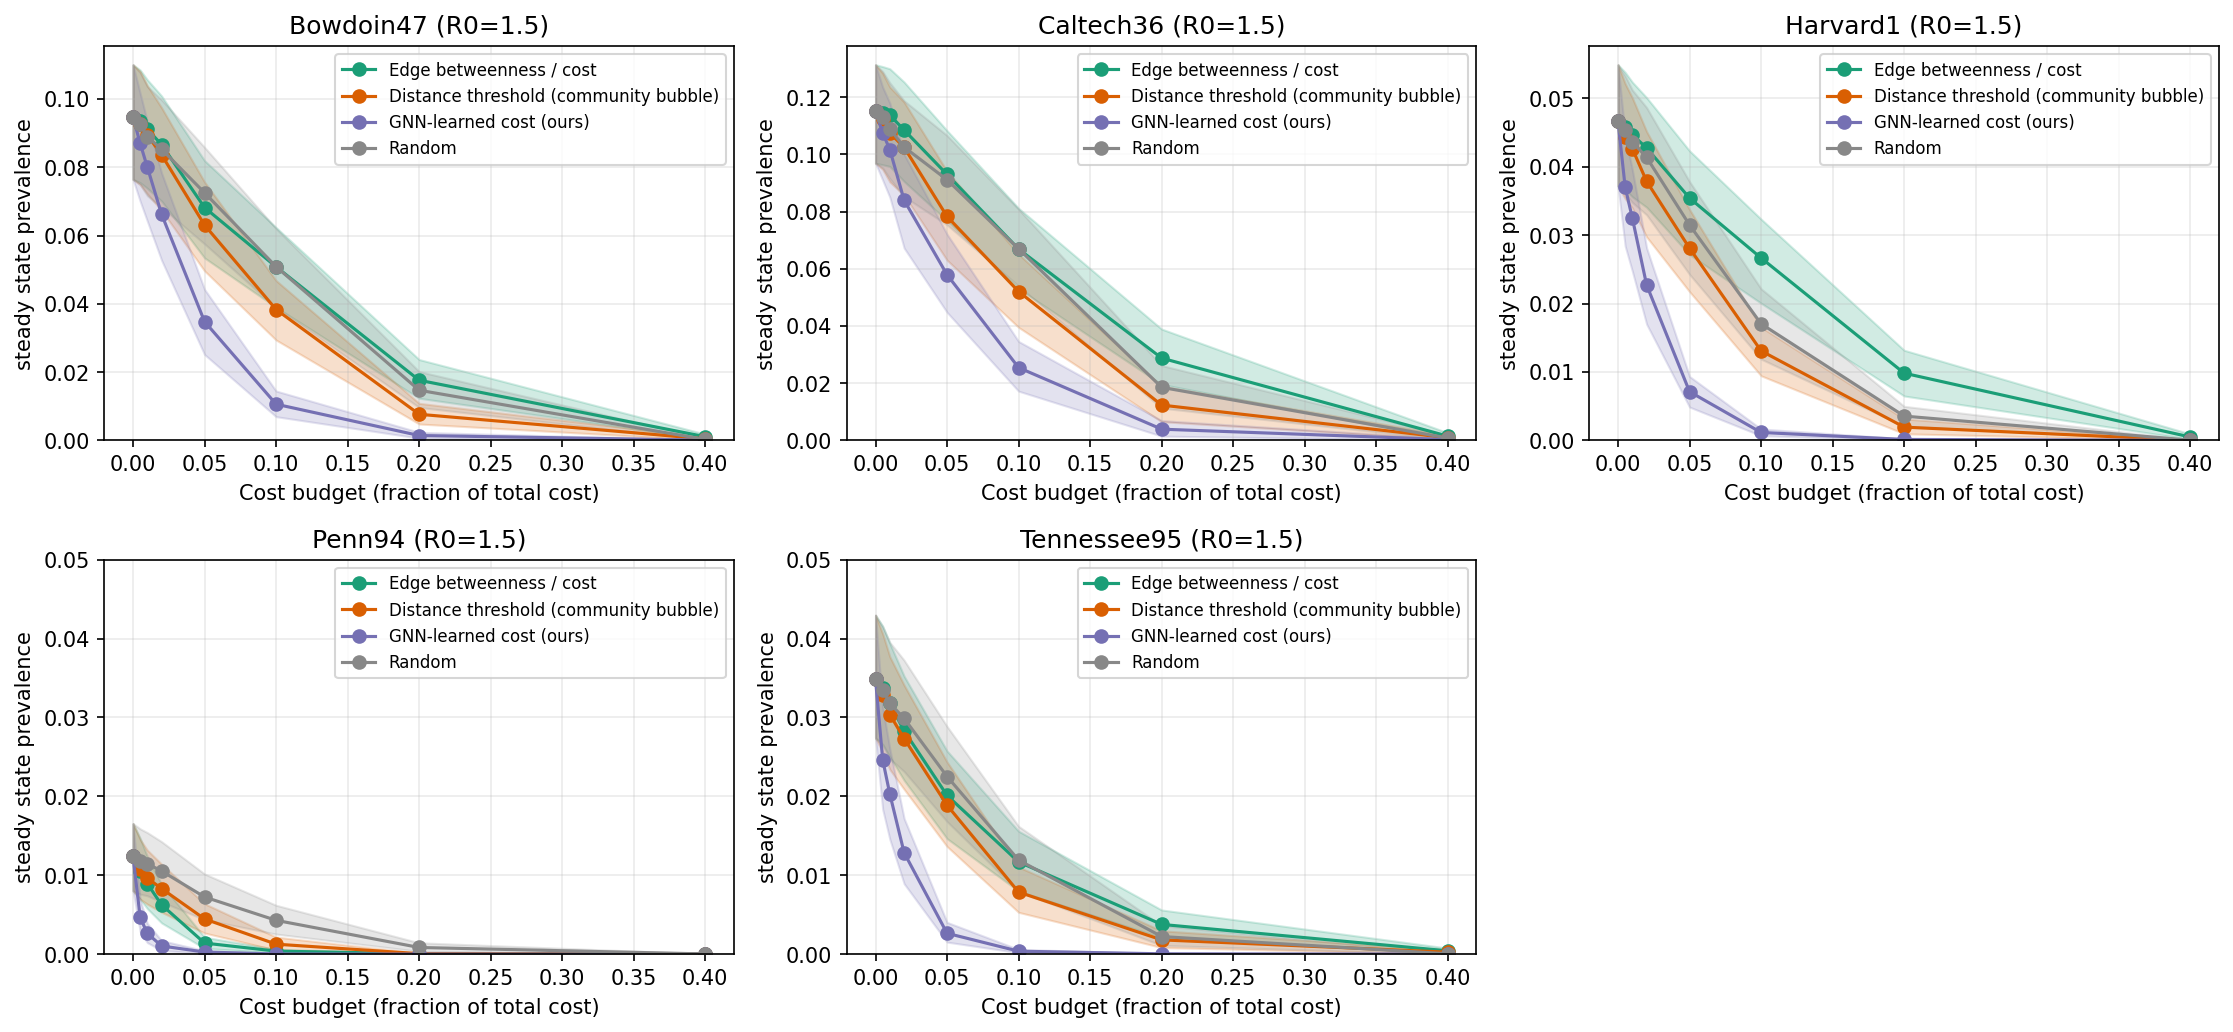 Bowdoin47 (R0=1.5)
steady state prevalence
0.10
0.08
0.06
0.04
0.02
0.00
Edge betweenness / cost
Distance threshold (community bubble)
GNN-learned cost (ours)
Random
0.00 0.05 0.10 0.15 0.20 0.25 0.30 0.35 0.40
Cost budget (fraction of total cost)
Caltech36 (R0=1.5)
steady state prevalence
0.12
0.10
0.08
0.06
0.04
0.02
0.00
Edge betweenness / cost
Distance threshold (community bubble)
GNN-learned cost (ours)
Random
0.00 0.05 0.10 0.15 0.20 0.25 0.30 0.35 0.40
Cost budget (fraction of total cost)
Harvard1 (R0=1.5)
steady state prevalence
0.05
0.04
0.03
0.02
0.01
0.00
Edge betweenness / cost
Distance threshold (community bubble)
GNN-learned cost (ours)
Random
0.00 0.05 0.10 0.15 0.20 0.25 0.30 0.35 0.40
Cost budget (fraction of total cost)
Penn94 (R0=1.5)
steady state prevalence
0.05
0.04
0.03
0.02
0.01
0.00
Edge betweenness / cost
Distance threshold (community bubble)
GNN-learned cost (ours)
Random
0.00 0.05 0.10 0.15 0.20 0.25 0.30 0.35 0.40
Cost budget (fraction of total cost)
Tennessee95 (R0=1.5)
steady state prevalence
0.05
0.04
0.03
0.02
0.01
0.00
Edge betweenness / cost
Distance threshold (community bubble)
GNN-learned cost (ours)
Random
0.00 0.05 0.10 0.15 0.20 0.25 0.30 0.35 0.40
Cost budget (fraction of total cost)